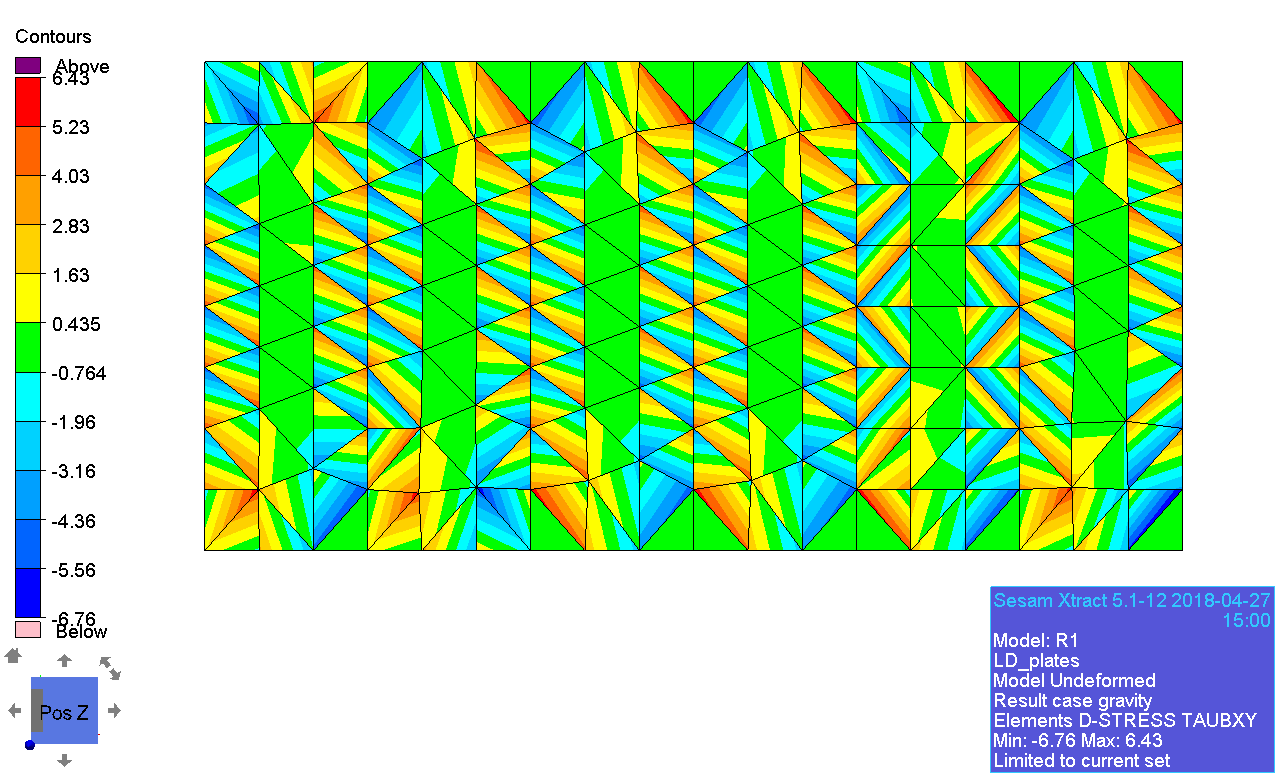 Contours
Above
6.43
5.23
4.03
2.83
1.63
0.435
-0.764
-1.96
-3.16
-4.36
-5.56
-6.76
Below
Pos Z
Sesam Xtract 5.1-12 2018-04-27
15:00
Model: R1
LD_plates
Model Undeformed
Result case gravity
Elements D-STRESS TAUBXY
Min: -6.76 Max: 6.43
Limited to current set